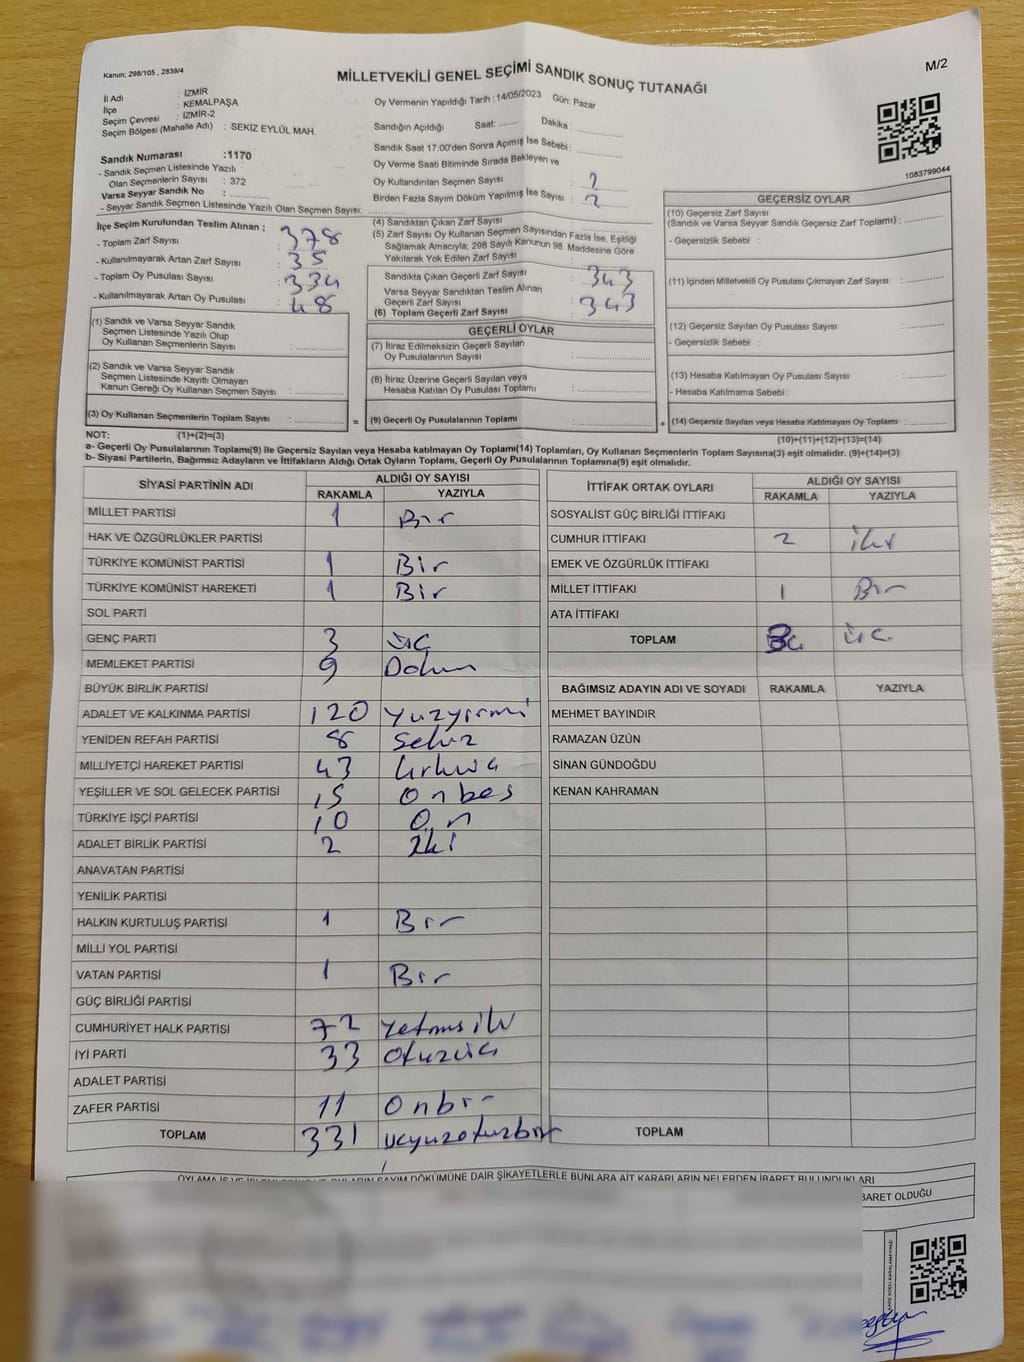 Kanun; 298/105 , 2839/4
MİLLETVEKİLİ GENEL SEÇİMİ SANDIK SONUÇ TUTANAĞI
M/2
İl Adı : İZMİR
İlçe : KEMALPAŞA
Seçim Çevresi : İZMİR-2
Seçim Bölgesi (Mahalle Adı) : SEKİZ EYLÜL MAH.
Sandık Numarası :1170
- Sandık Seçmen Listesinde Yazılı
Olan Seçmenlerin Sayısı : 372
Varsa Seyyar Sandık No :
- Seyyar Sandık Seçmen Listesinde Yazılı Olan Seçmen Sayısı:
Oy Vermenin Yapıldığı Tarih : 14/05/2023 Gün: Pazar
Sandığın Açıldığı Saat: Dakika :
Sandık Saat 17:00'den Sonra Açımış İse Sebebi:
Oy Verme Saati Bitiminde Sırada Bekleyen ve
Oy Kullandırılan Seçmen Sayısı : 2
Birden Fazla Sayım Döküm Yapılmış İse Sayısı : 2
1083799044
İlçe Seçim Kurulundan Teslim Alınan ;
- Toplam Zarf Sayısı : 378
- Kullanılmayarak Artan Zarf Sayısı : 35
- Toplam Oy Pusulası Sayısı : 334
- Kullanılmayarak Artan Oy Pusulası : 48
(1) Sandık ve Varsa Seyyar Sandık
Seçmen Listesinde Yazılı Olup
Oy Kullanan Seçmenlerin Sayısı :
(2) Sandık ve Varsa Seyyar Sandık
Seçmen Listesinde Kayıtlı Olmayan
Kanun Gereği Oy Kullanan Seçmen Sayısı :
(3) Oy Kullanan Seçmenlerin Toplam Sayısı :
(4) Sandıktan Çıkan Zarf Sayısı :
(5) Zarf Sayısı Oy Kullanan Seçmen Sayısından Fazla İse, Eşitliği
Sağlamak Amacıyla; 298 Sayılı Kanunun 98. Maddesine Göre
Yakılarak Yok Edilen Zarf Sayısı :
Sandıkta Çıkan Geçerli Zarf Sayısı : 343
Varsa Seyyar Sandıktan Teslim Alınan
Geçerli Zarf Sayısı :
(6) Toplam Geçerli Zarf Sayısı : 343
GEÇERLİ OYLAR
(7) İtiraz Edilmeksizin Geçerli Sayılan
Oy Pusulalarının Sayısı :
(8) İtiraz Üzerine Geçerli Sayılan veya
Hesaba Katılan Oy Pusulası Toplamı :
= (9) Geçerli Oy Pusulalarının Toplamı :
GEÇERSİZ OYLAR
(10) Geçersiz Zarf Sayısı
(Sandık ve Varsa Seyyar Sandık Geçersiz Zarf Toplamı) :
- Geçersizlik Sebebi :
(11) İçinden Milletvekili Oy Pusulası Çıkmayan Zarf Sayısı :
(12) Geçersiz Sayılan Oy Pusulası Sayısı :
- Geçersizlik Sebebi :
(13) Hesaba Katılmayan Oy Pusulası Sayısı :
- Hesaba Katılmama Sebebi :
+ (14) Geçersiz Sayılan veya Hesaba Katılmayan Oy Toplamı :
NOT: (1)+(2)=(3)
(10)+(11)+(12)+(13)=(14)
a- Geçerli Oy Pusulalarının Toplamı(9) ile Geçersiz Sayılan veya Hesaba katılmayan Oy Toplamı(14) Toplamları, Oy Kullanan Seçmenlerin Toplam Sayısına(3) eşit olmalıdır. (9)+(14)=(3)
b- Siyasi Partilerin, Bağımsız Adayların ve İttifakların Aldığı Ortak Oyların Toplamı, Geçerli Oy Pusulalarının Toplamına(9) eşit olmalıdır.
SİYASİ PARTİNİN ADI
ALDIĞI OY SAYISI
RAKAMLA YAZIYLA
MİLLET PARTİSİ 1 Bir
HAK VE ÖZGÜRLÜKLER PARTİSİ
TÜRKİYE KOMÜNİST PARTİSİ 1 Bir
TÜRKİYE KOMÜNİST HAREKETİ 1 Bir
SOL PARTİ
GENÇ PARTİ 3 üç
MEMLEKET PARTİSİ 9 Dokuz
BÜYÜK BİRLİK PARTİSİ
ADALET VE KALKINMA PARTİSİ 120 Yüzyirmi
YENİDEN REFAH PARTİSİ 8 Sekiz
MİLLİYETÇİ HAREKET PARTİSİ 43 kırküç
YEŞİLLER VE SOL GELECEK PARTİSİ 15 Onbeş
TÜRKİYE İŞÇİ PARTİSİ 10 On
ADALET BİRLİK PARTİSİ 2 İki
ANAVATAN PARTİSİ
YENİLİK PARTİSİ
HALKIN KURTULUŞ PARTİSİ 1 Bir
MİLLİ YOL PARTİSİ
VATAN PARTİSİ 1 Bir
GÜÇ BİRLİĞİ PARTİSİ
CUMHURİYET HALK PARTİSİ 72 Yetmişiki
İYİ PARTİ 33 Otuzüç
ADALET PARTİSİ
ZAFER PARTİSİ 11 Onbir
TOPLAM 331 üçyüzotuzbir
İTTİFAK ORTAK OYLARI
ALDIĞI OY SAYISI
RAKAMLA YAZIYLA
SOSYALİST GÜÇ BİRLİĞİ İTTİFAKI
CUMHUR İTTİFAKI 2 iki
EMEK VE ÖZGÜRLÜK İTTİFAKI
MİLLET İTTİFAKI 1 Bir
ATA İTTİFAKI
TOPLAM 3 üç
BAĞIMSIZ ADAYIN ADI VE SOYADI RAKAMLA YAZIYLA
MEHMET BAYINDIR
RAMAZAN ÜZÜN
SİNAN GÜNDOĞDU
KENAN KAHRAMAN
TOPLAM
DÖKÜMÜNE DAİR ŞİKAYETLERLE BUNLARA AİT KARARLARIN NELERDEN İBARET BULUNDUKLARI
BARET OLDUĞU